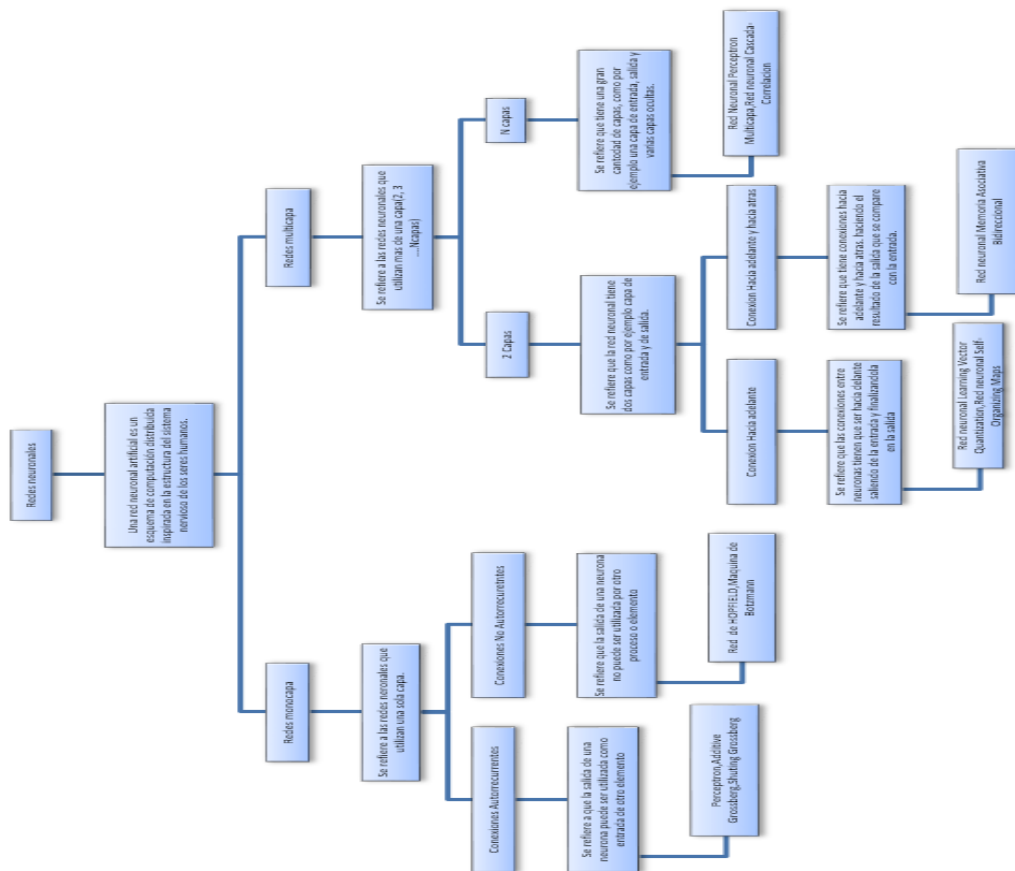 Redes neuronales
Una red neuronal artificial es un
esquema de computación distribuida
inspirada en la estructura del sistema
nervioso de los seres humanos.
Redes monocapa
Se refiere a las redes neronales que
utilizan una sola capa.
Conexiones Autorrecurrentes
Se refiere a que la salida de una
neurona puede ser utilizada como
entrada de otro elemento
Perceptron,Additive
Grossberg,Shuting Grossberg
Conexiones No Autorrecuretntes
Se refiere que la salida de una neurona
no puede ser utilizada por otro
proceso o elemento
Red de HOPFIELD,Maquina de
Botzmann
Redes multicapa
Se refiere a las redes neuronales que
utilizan mas de una capa(2, 3
....Ncapas)
2 Capas
Se refiere que la red neuronal tiene
dos capas como por ejemplo capa de
entrada y de salida.
Conexion Hacia adelante
Se refiere que las conexiones entre
neuronas tienen que ser hacia delante
saliendo de la entrada y finalizandola
en la salida
Red neuronal Learning Vector
Quantization,Red neuronal Self-
Organizing Maps
Conexion Hacia adelante y hacia atras
Se refiere que tiene conexiones hacia
adelante y hacia atras. haciendo el
resultado de la salida que se compare
con la entrada.
Red neuronal Memoria Asociativa
Bidireccional
N capas
Se refiere que tiene una gran
cantodad de capas, como por
ejemplo una capa de entrada, salida y
varias capas ocultas.
Red Neuronal Perceptron
Multicapa,Red neuronal Cascada-
Correlacion